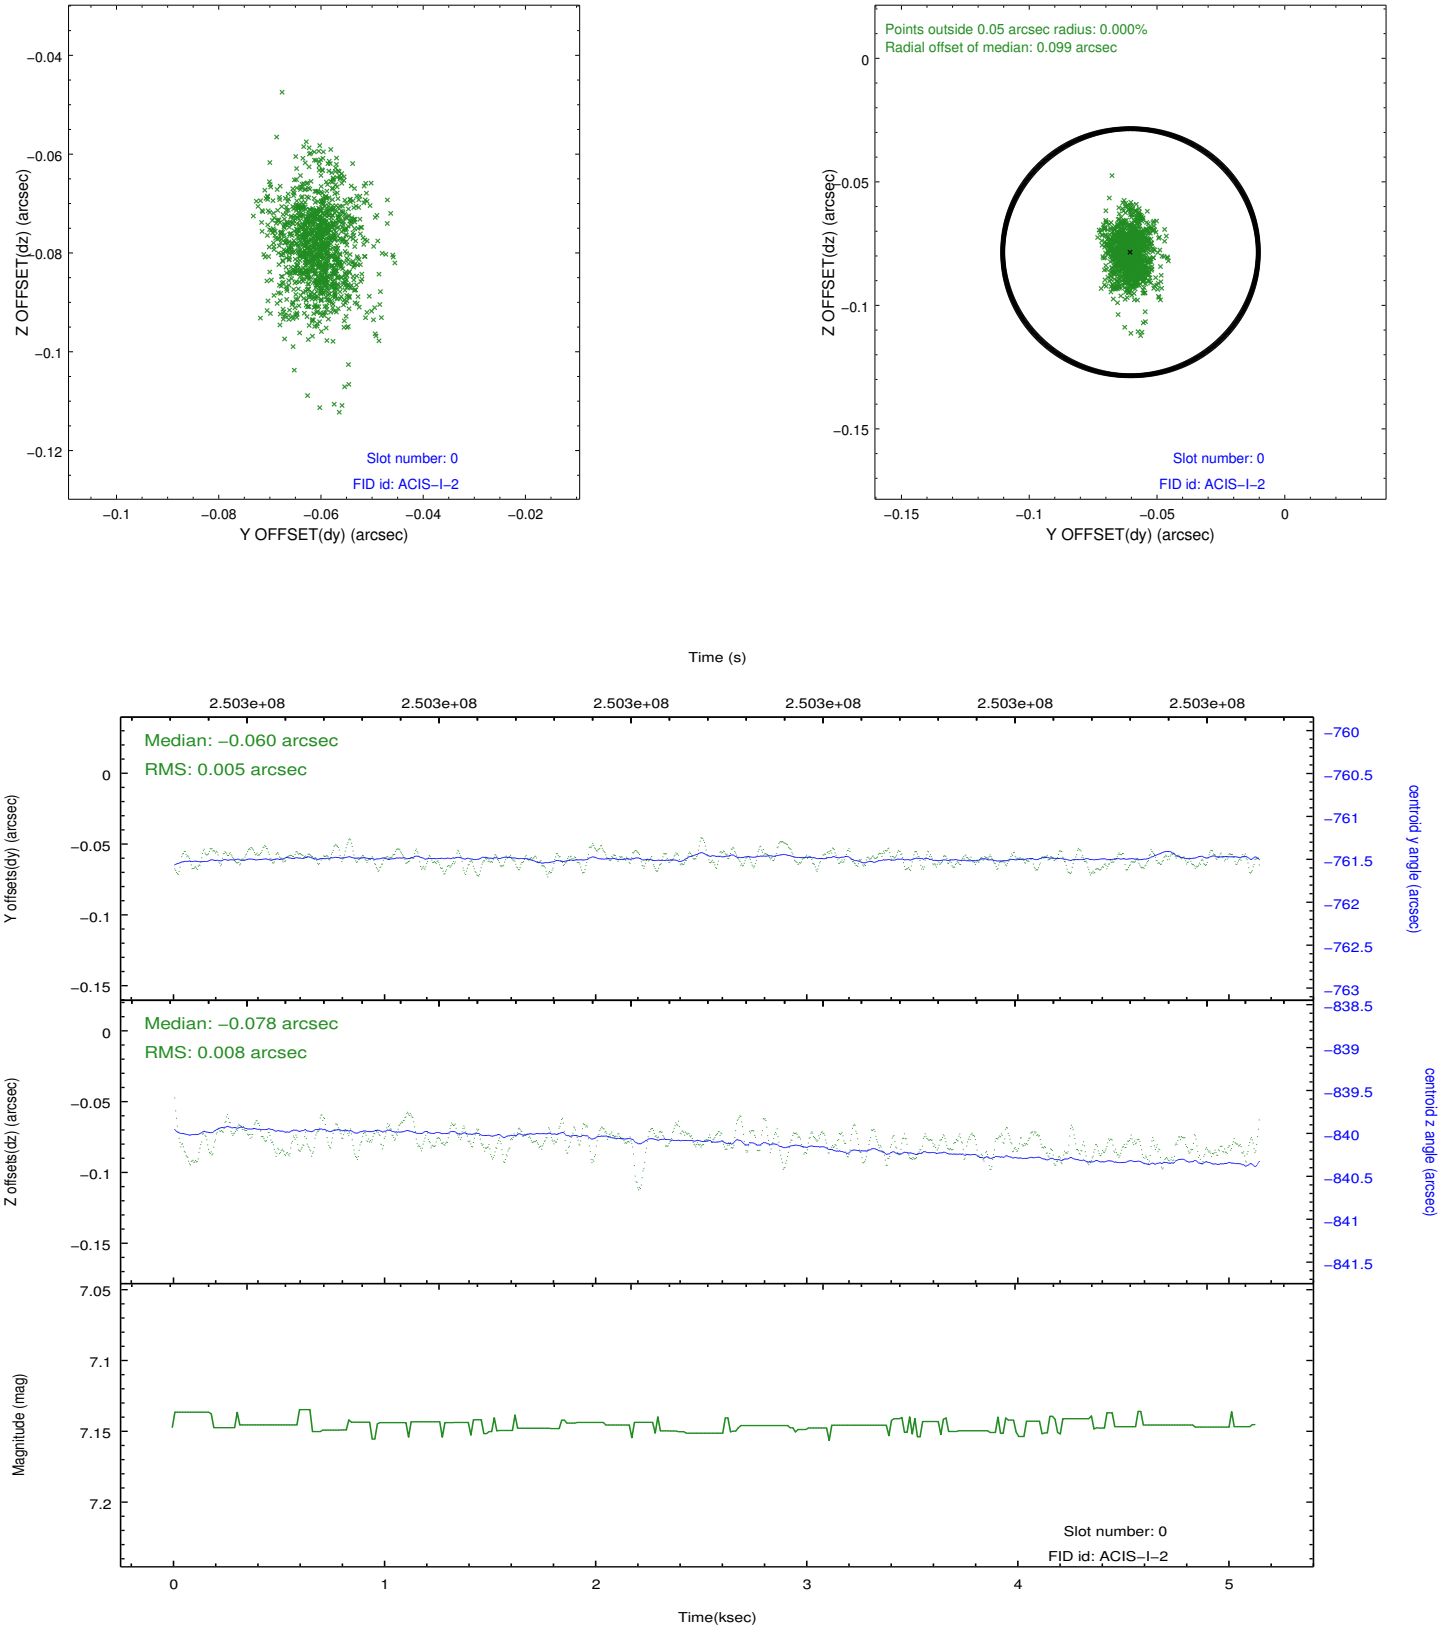 −0.04
−0.06
−0.08
−0.1
−0.12
Z OFFSET(dz) (arcsec)
Slot number: 0
FID id: ACIS−I−2
−0.1
−0.08
−0.06
−0.04
−0.02
Y OFFSET(dy) (arcsec)
Points outside 0.05 arcsec radius: 0.000%
Radial offset of median: 0.099 arcsec
0
−0.05
−0.1
−0.15
Z OFFSET(dz) (arcsec)
Slot number: 0
FID id: ACIS−I−2
−0.15
−0.1
−0.05
0
Y OFFSET(dy) (arcsec)
Time (s)
2.503e+08
2.503e+08
2.503e+08
2.503e+08
2.503e+08
2.503e+08
Median: −0.060 arcsec
RMS: 0.005 arcsec
0
−0.05
−0.1
−0.15
Y offsets(dy) (arcsec)
−760
−760.5
−761
−761.5
−762
−762.5
−763
centroid y angle (arcsec)
Median: −0.078 arcsec
RMS: 0.008 arcsec
0
−0.05
−0.1
−0.15
Z offsets(dz) (arcsec)
−838.5
−839
−839.5
−840
−840.5
−841
−841.5
centroid z angle (arcsec)
7.05
7.1
7.15
7.2
Magnitude (mag)
Slot number: 0
FID id: ACIS−I−2
0
1
2
3
4
5
Time(ksec)